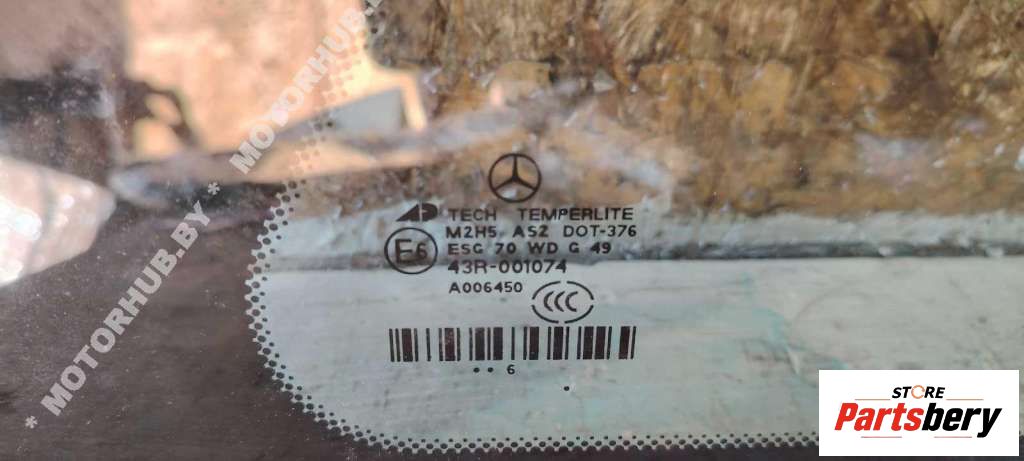 * MOTORHUB.BY * MOTORHUB.BY
AP TECH TEMPERLITE
M2H5 AS2 DOT-376
E6 ESG 70 WD G 49
43R-001074
A006450 CCC
• • 6
STORE
Partsbery